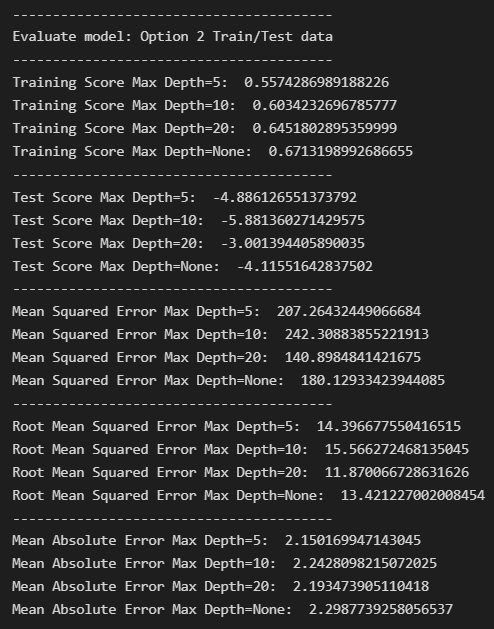 ----------------------------------------
Evaluate model: Option 2 Train/Test data
----------------------------------------
Training Score Max Depth=5:  0.5574286989188226
Training Score Max Depth=10:  0.6034232696785777
Training Score Max Depth=20:  0.6451802895359999
Training Score Max Depth=None:  0.6713198992686655
----------------------------------------
Test Score Max Depth=5:  -4.886126551373792
Test Score Max Depth=10:  -5.881360271429575
Test Score Max Depth=20:  -3.001394405890035
Test Score Max Depth=None:  -4.11551642837502
----------------------------------------
Mean Squared Error Max Depth=5:  207.26432449066684
Mean Squared Error Max Depth=10:  242.30883855221913
Mean Squared Error Max Depth=20:  140.8984841421675
Mean Squared Error Max Depth=None:  180.12933423944085
----------------------------------------
Root Mean Squared Error Max Depth=5:  14.396677550416515
Root Mean Squared Error Max Depth=10:  15.566272468135045
Root Mean Squared Error Max Depth=20:  11.870066728631626
Root Mean Squared Error Max Depth=None:  13.421227002008454
----------------------------------------
Mean Absolute Error Max Depth=5:  2.150169947143045
Mean Absolute Error Max Depth=10:  2.2428098215072025
Mean Absolute Error Max Depth=20:  2.193473905110418
Mean Absolute Error Max Depth=None:  2.2987739258056537